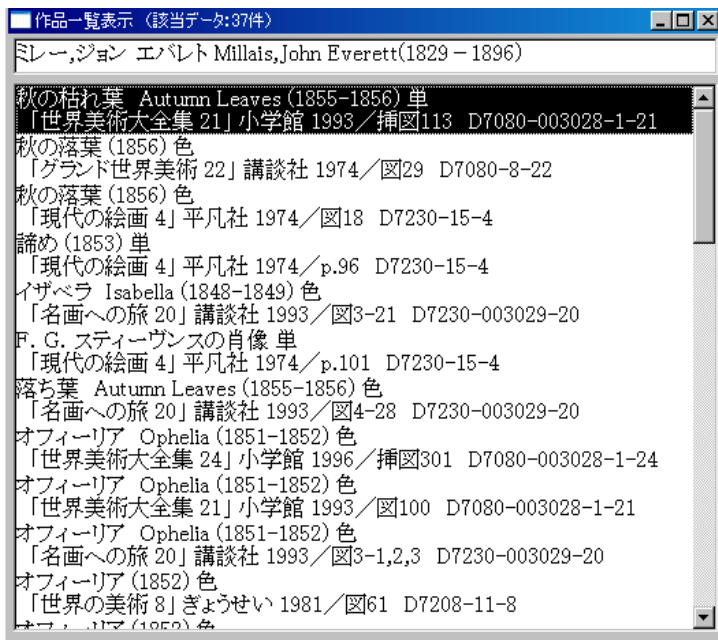 作品一覧表示 (該当データ:37件)
ミレー,ジョン エバレト Millais,John Everett(1829－1896)
秋の枯れ葉 Autumn Leaves (1855-1856) 単
「世界美術大全集 21」小学館 1993／挿図113 D7080-003028-1-21
秋の落葉 (1856) 色
「グランド世界美術 22」講談社 1974／図29 D7080-8-22
秋の落葉 (1856) 色
「現代の絵画 4」平凡社 1974／図18 D7230-15-4
諦め (1853) 単
「現代の絵画 4」平凡社 1974／p.96 D7230-15-4
イザベラ Isabella (1848-1849) 色
「名画への旅 20」講談社 1993／図3-21 D7230-003029-20
F. G. スティーヴンスの肖像 単
「現代の絵画 4」平凡社 1974／p.101 D7230-15-4
落ち葉 Autumn Leaves (1855-1856) 色
「名画への旅 20」講談社 1993／図4-28 D7230-003029-20
オフィーリア Ophelia (1851-1852) 色
「世界美術大全集 24」小学館 1996／挿図301 D7080-003028-1-24
オフィーリア Ophelia (1851-1852) 色
「世界美術大全集 21」小学館 1993／図100 D7080-003028-1-21
オフィーリア Ophelia (1851-1852) 色
「名画への旅 20」講談社 1993／図3-1,2,3 D7230-003029-20
オフィーリア (1852) 色
「世界の美術 8」ぎょうせい 1981／図61 D7208-11-8
オフィーリア (1852) 色